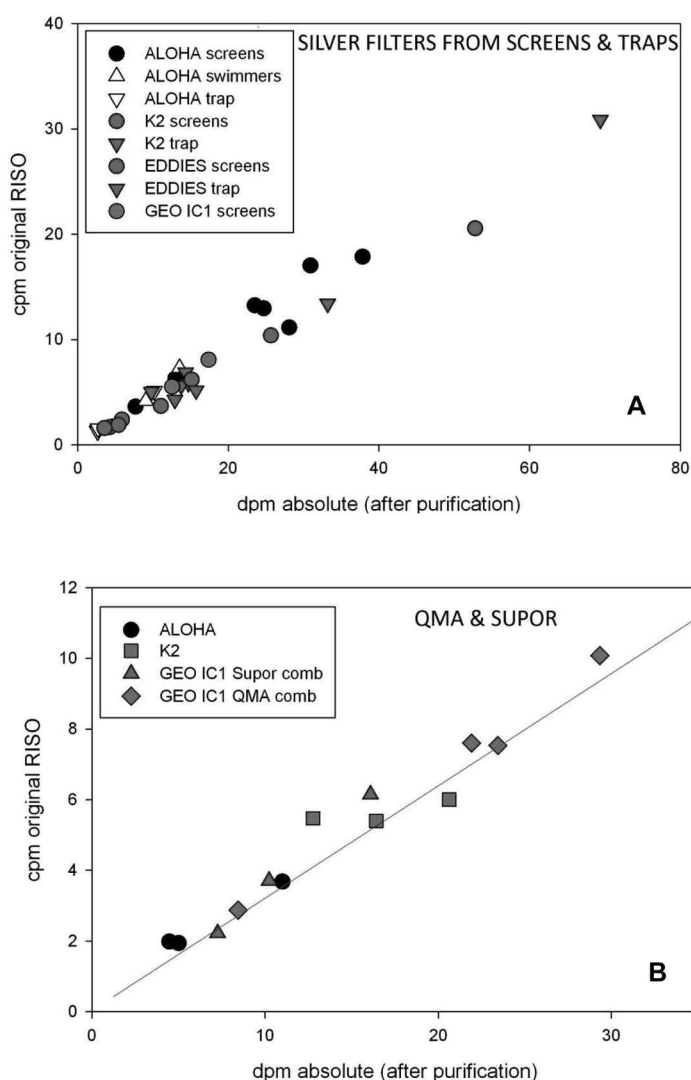 40
SILVER FILTERS FROM SCREENS & TRAPS
ALOHA screens
ALOHA swimmers
ALOHA trap
K2 screens
K2 trap
EDDIES screens
EDDIES trap
GEO IC1 screens
30
20
10
0
cpm original RISO
A
0 20 40 60 80
dpm absolute (after purification)
12
QMA & SUPOR
ALOHA
K2
GEO IC1 Supor comb
GEO IC1 QMA comb
10
8
6
4
2
0
cpm original RISO
B
0 10 20 30
dpm absolute (after purification)